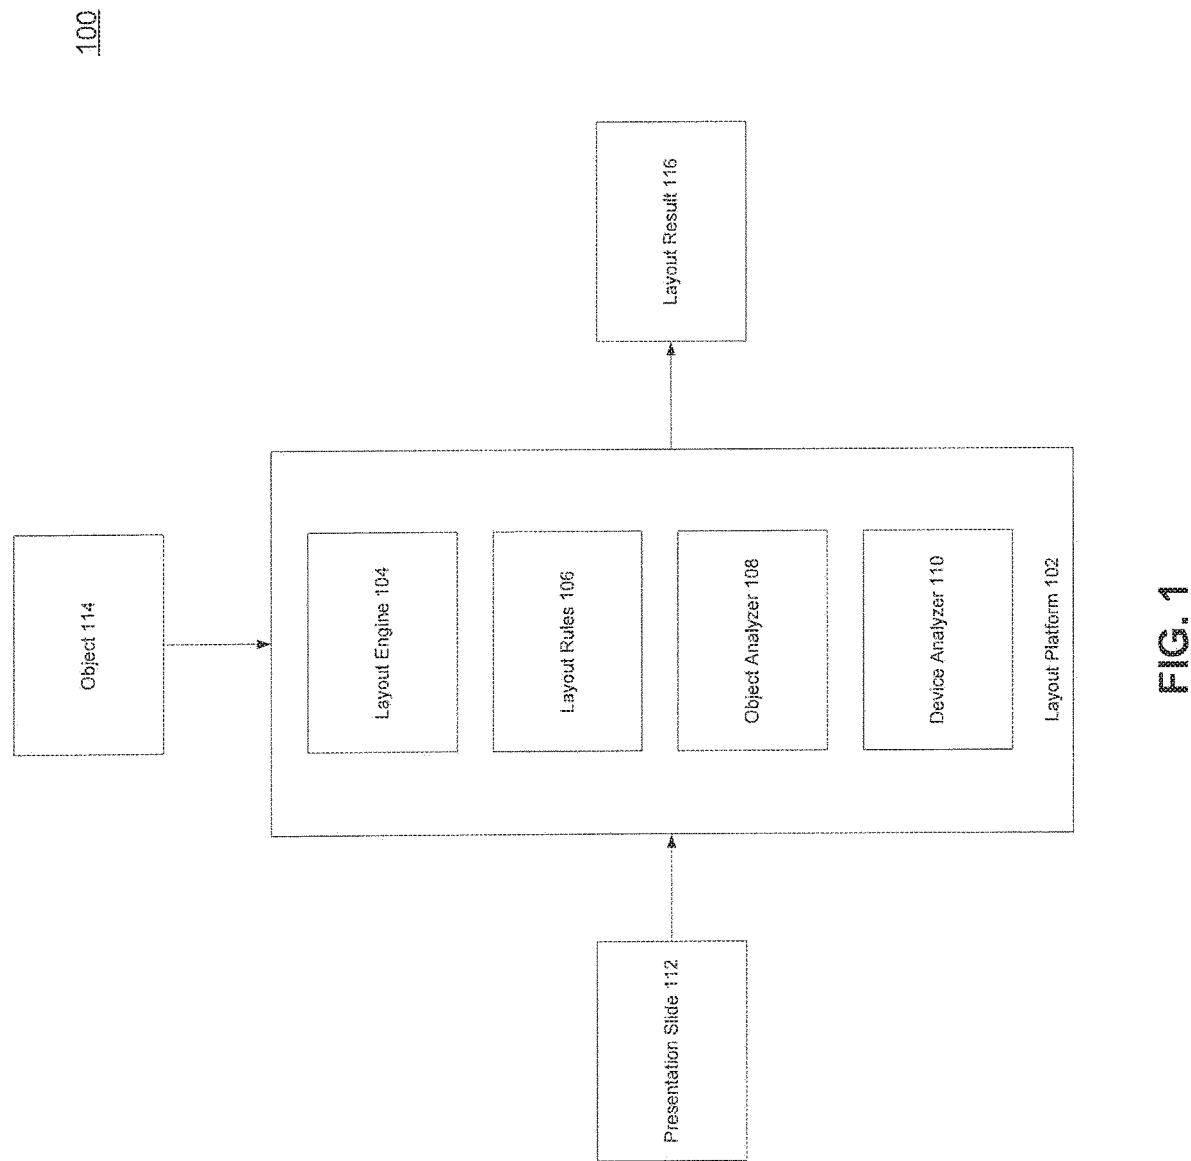 100
Object 114
Layout Engine 104
Layout Rules 106
Object Analyzer 108
Device Analyzer 110
Layout Platform 102
Presentation Slide 112
Layout Result 116
FIG. 1